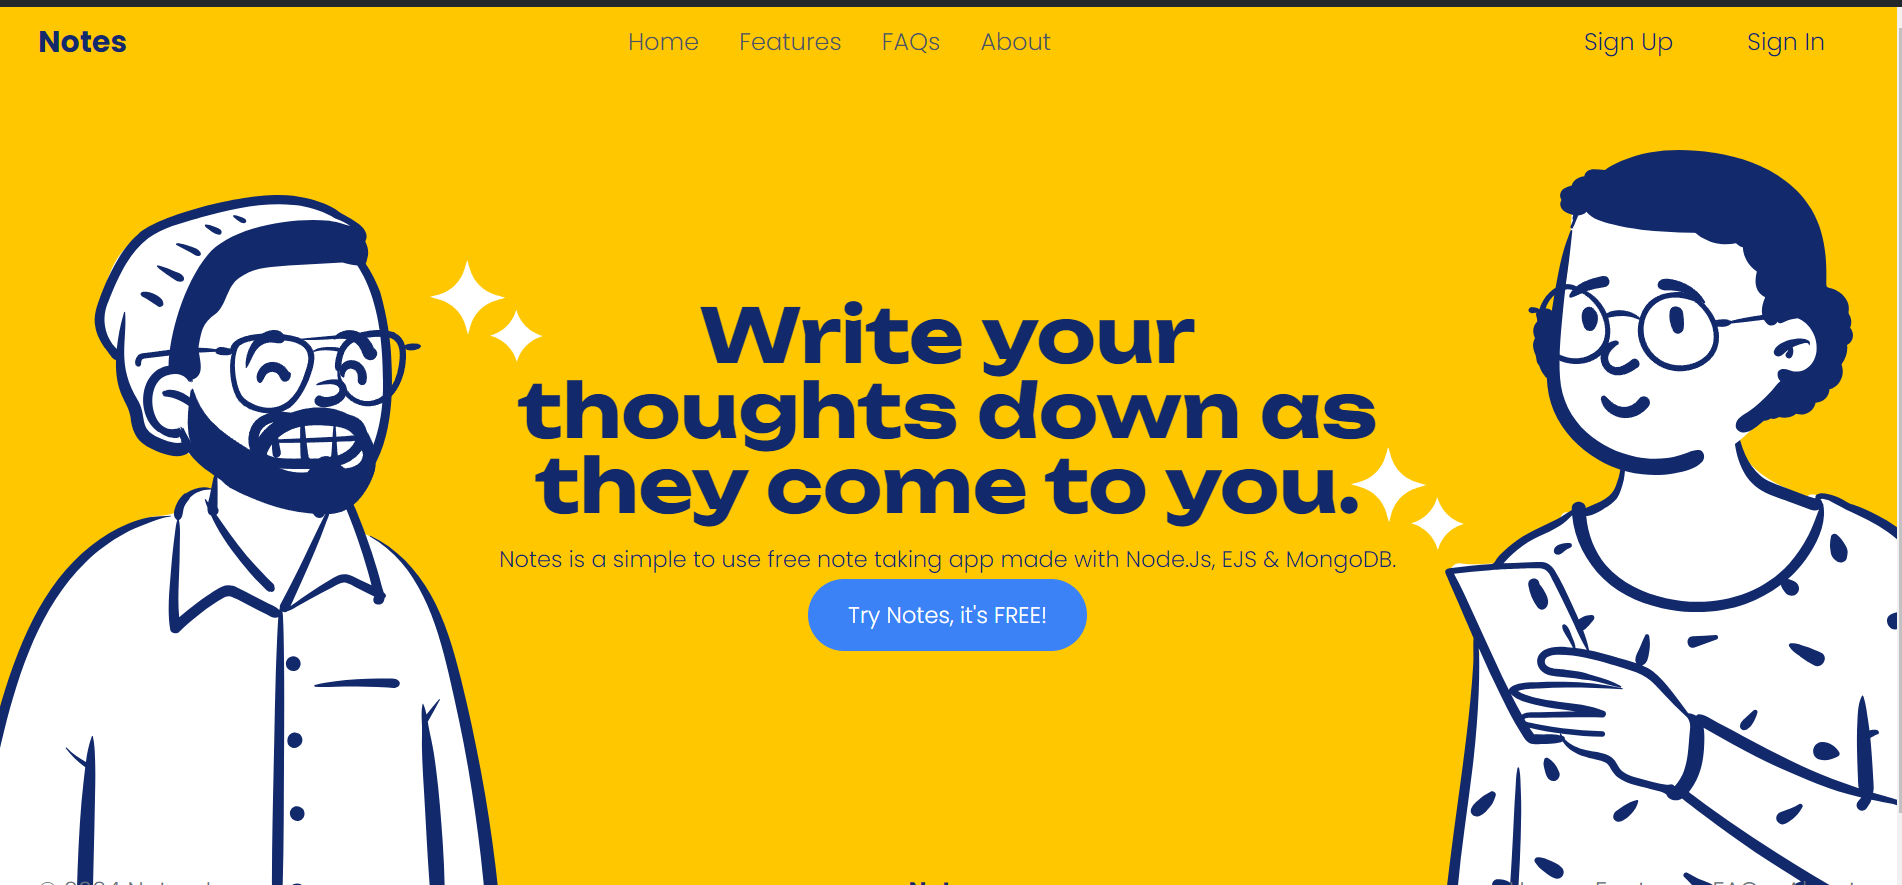 Notes
Home Features FAQs About
Sign Up Sign In
Write your
thoughts down as
they come to you.
Notes is a simple to use free note taking app made with Node.Js, EJS & MongoDB.
Try Notes, it's FREE!